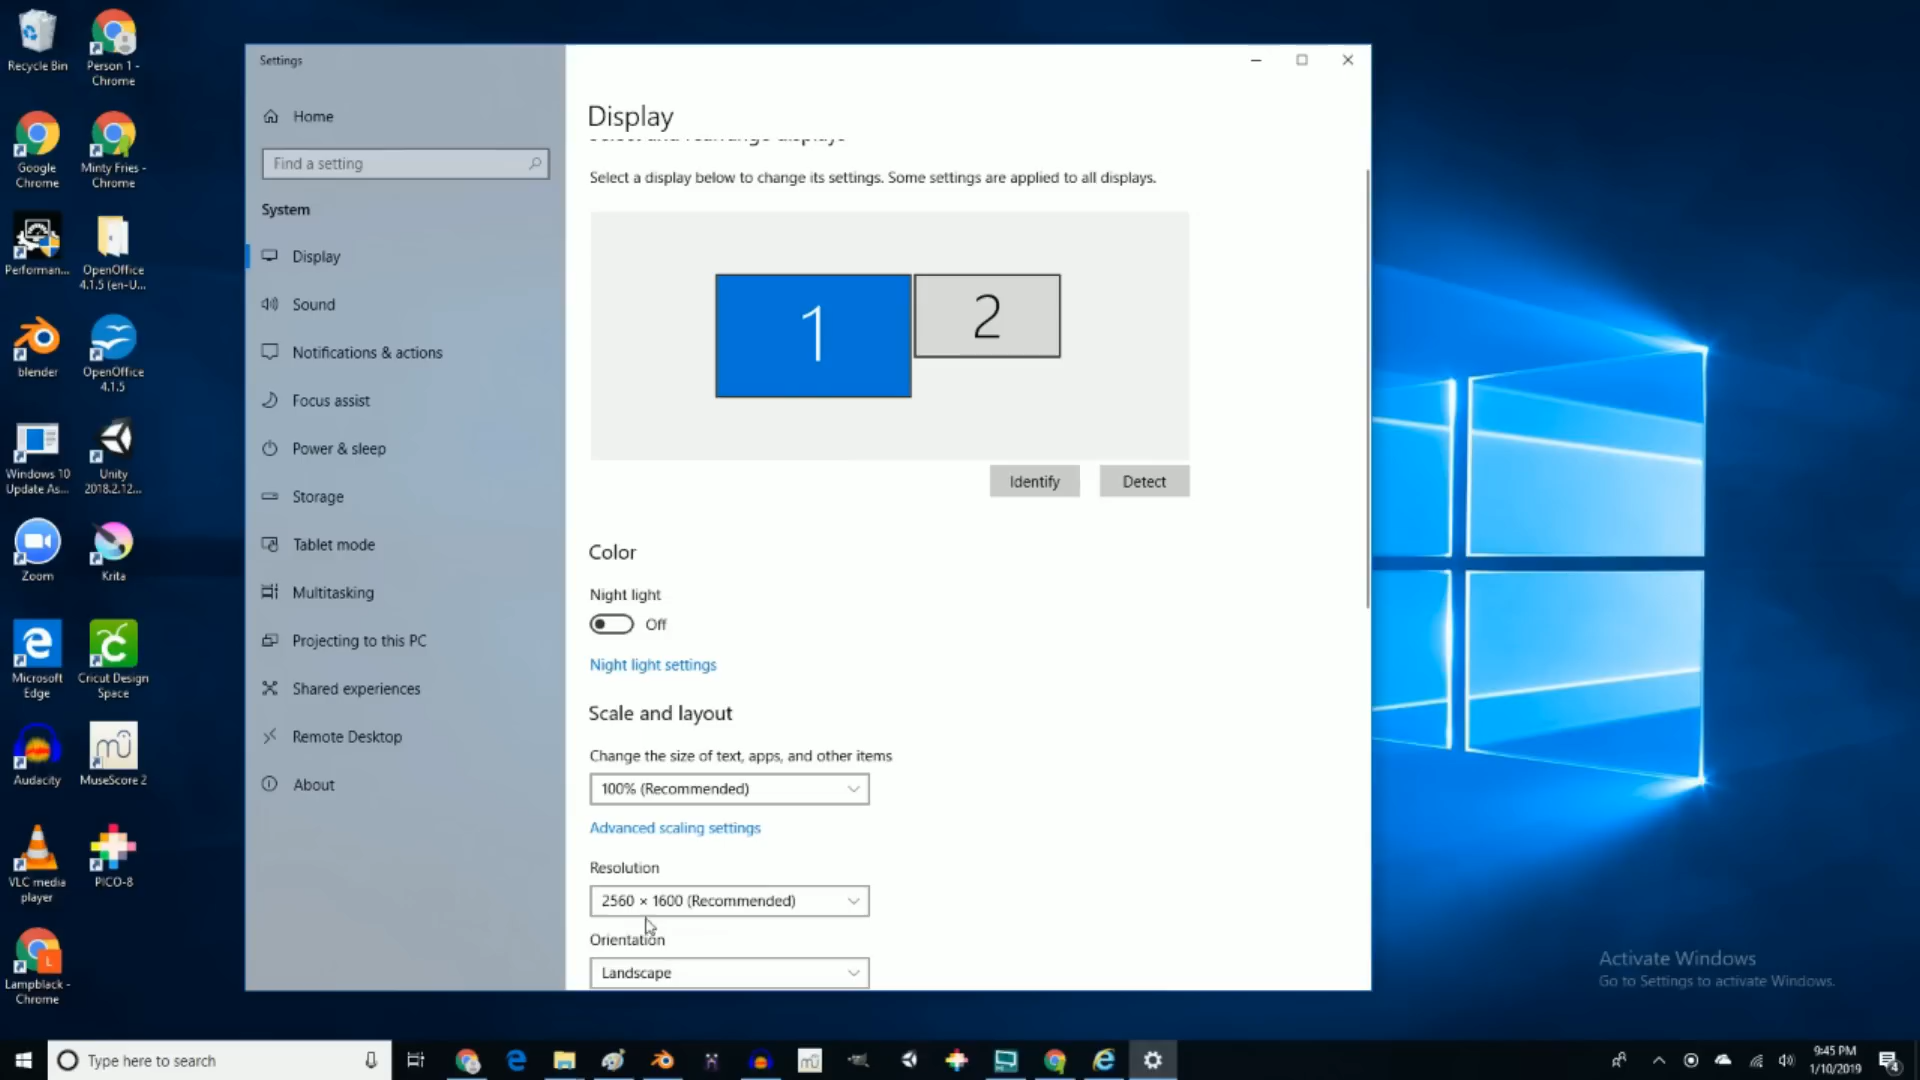 Recycle Bin
Person 1 -
Chrome
Google
Chrome
Minty Fries -
Chrome
Performan...
OpenOffice
4.1.5 (en-U...
blender
OpenOffice
4.1.5
Windows 10
Update As...
Unity
2018.2.12...
Zoom
Krita
Microsoft
Edge
Cricut Design
Space
Audacity
MuseScore 2
VLC media
player
PICO-8
Lampblack -
Chrome
Settings
Home
Find a setting
System
Display
Sound
Notifications & actions
Focus assist
Power & sleep
Storage
Tablet mode
Multitasking
Projecting to this PC
Shared experiences
Remote Desktop
About
Display
Select and rearrange displays
Select a display below to change its settings. Some settings are applied to all displays.
1
2
Identify
Detect
Color
Night light
Off
Night light settings
Scale and layout
Change the size of text, apps, and other items
100% (Recommended)
Advanced scaling settings
Resolution
2560 × 1600 (Recommended)
Orientation
Landscape
Activate Windows
Go to Settings to activate Windows.
Type here to search
9:45 PM
1/10/2019
4